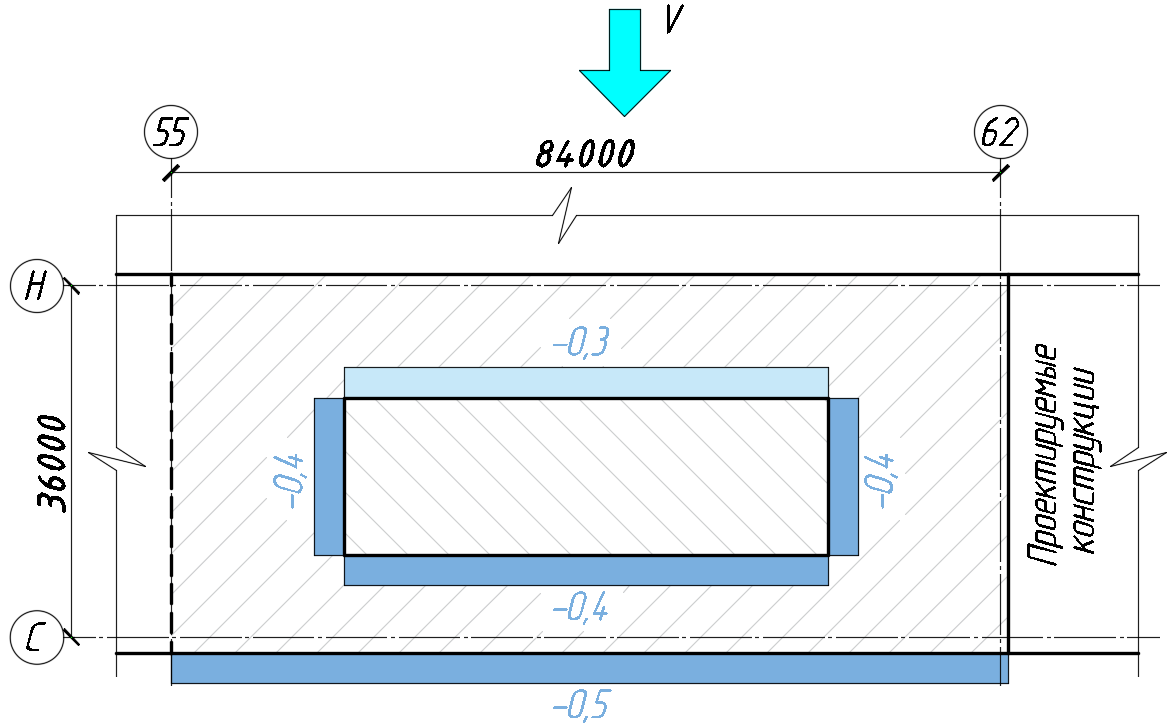 V
55
62
84000
Н
-0,3
36000
-0,4
-0,4
Проектируемые
конструкции
-0,4
С
-0,5